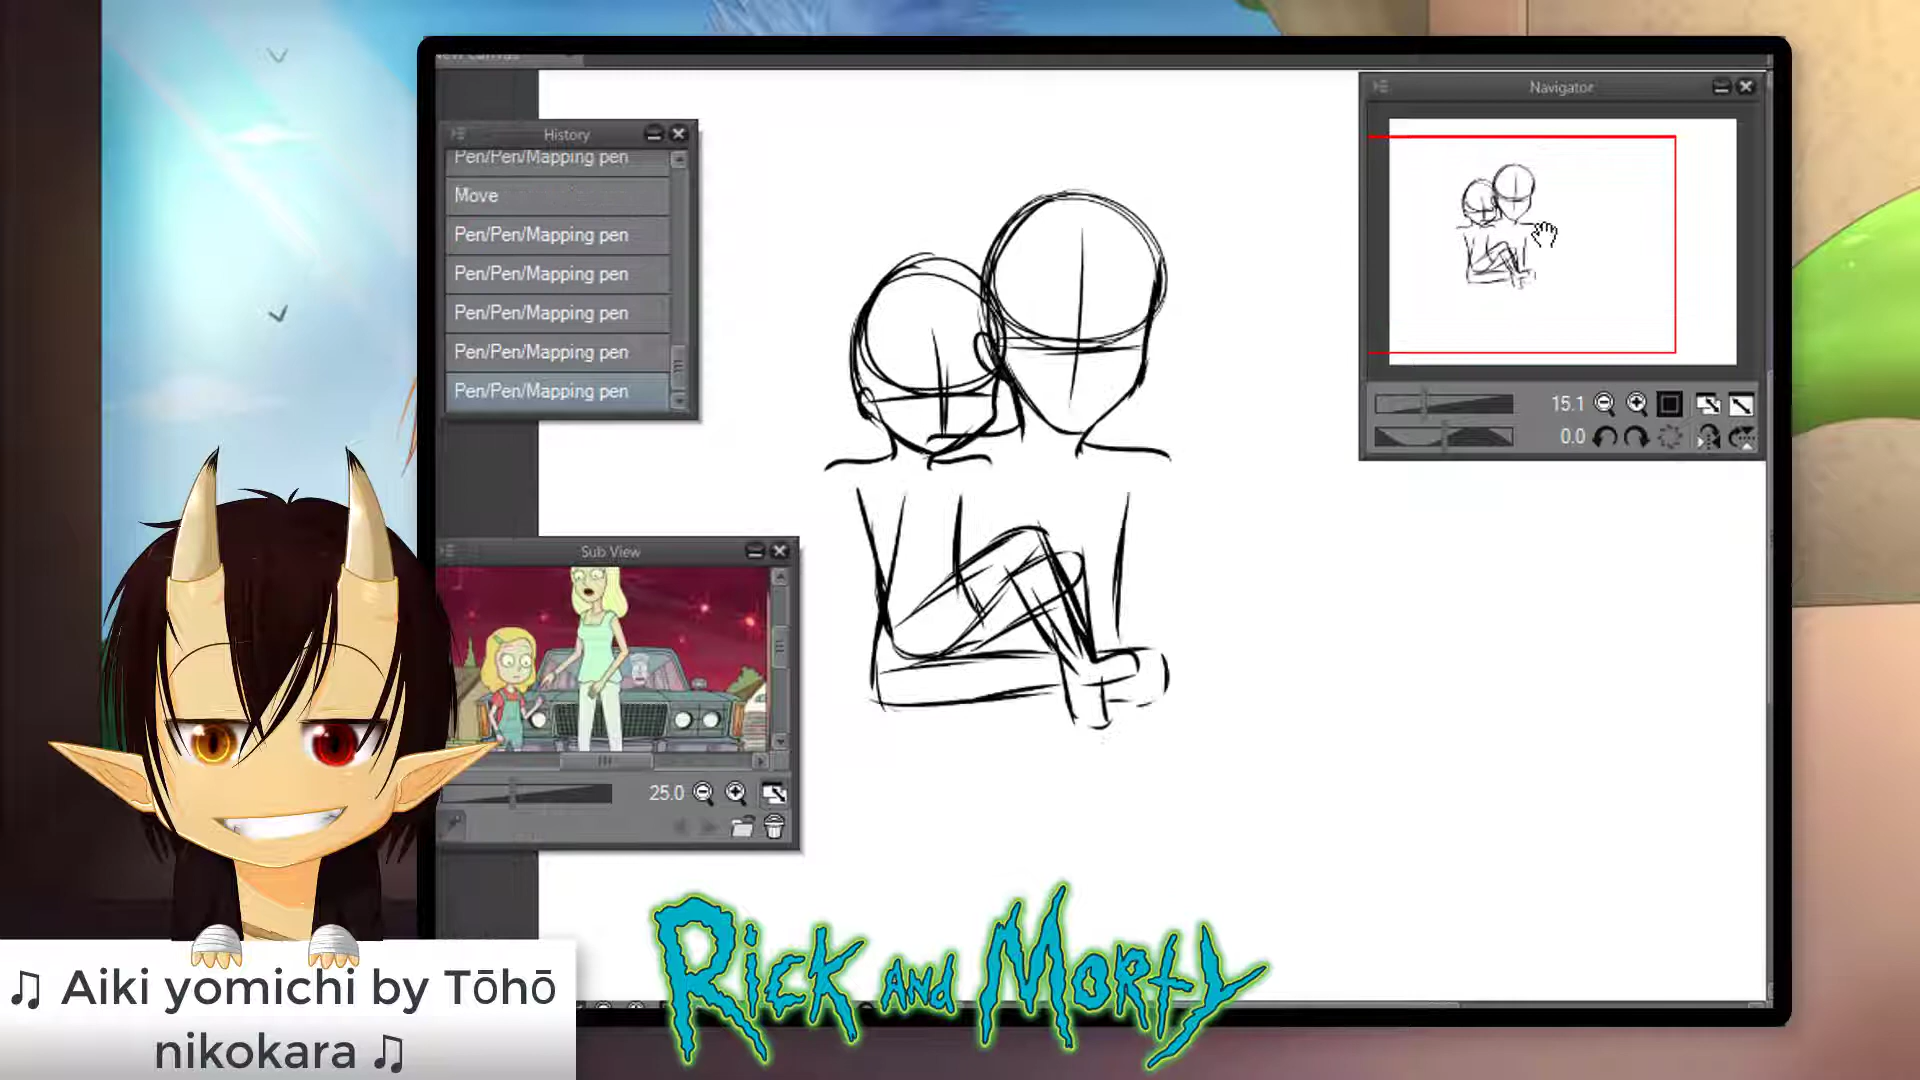 New Canvas
History
Pen/Pen/Mapping pen
Move
Pen/Pen/Mapping pen
Pen/Pen/Mapping pen
Pen/Pen/Mapping pen
Pen/Pen/Mapping pen
Pen/Pen/Mapping pen
Navigator
15.1
0.0
Sub View
25.0
RICK AND MORTY
♫ Aiki yomichi by Tōhō
nikokara ♫